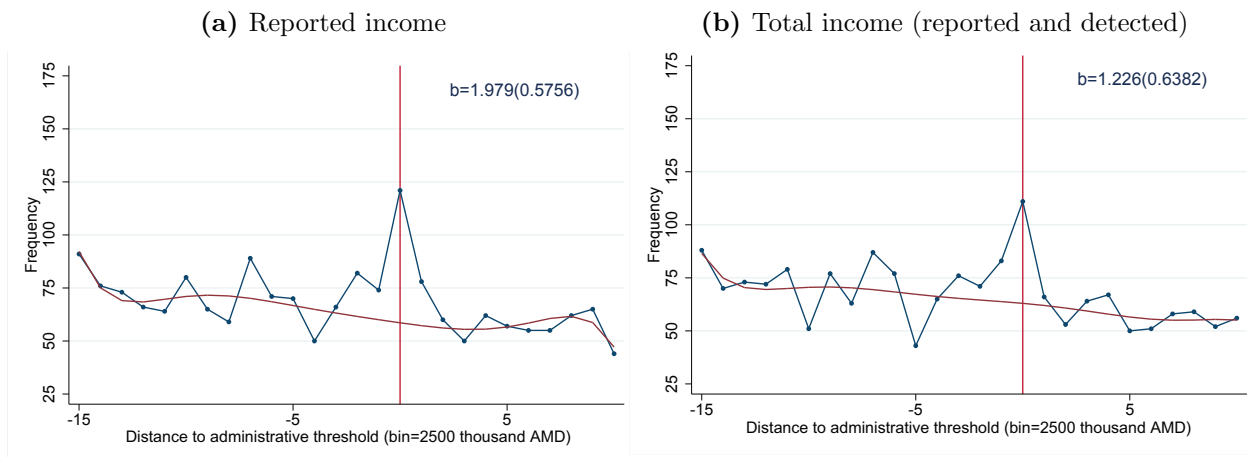 (a) Reported income
b=1.979(0.5756)
Frequency
175
150
125
100
75
50
25
-15
-5
5
Distance to administrative threshold (bin=2500 thousand AMD)
(b) Total income (reported and detected)
b=1.226(0.6382)
Frequency
175
150
125
100
75
50
25
-15
-5
5
Distance to administrative threshold (bin=2500 thousand AMD)